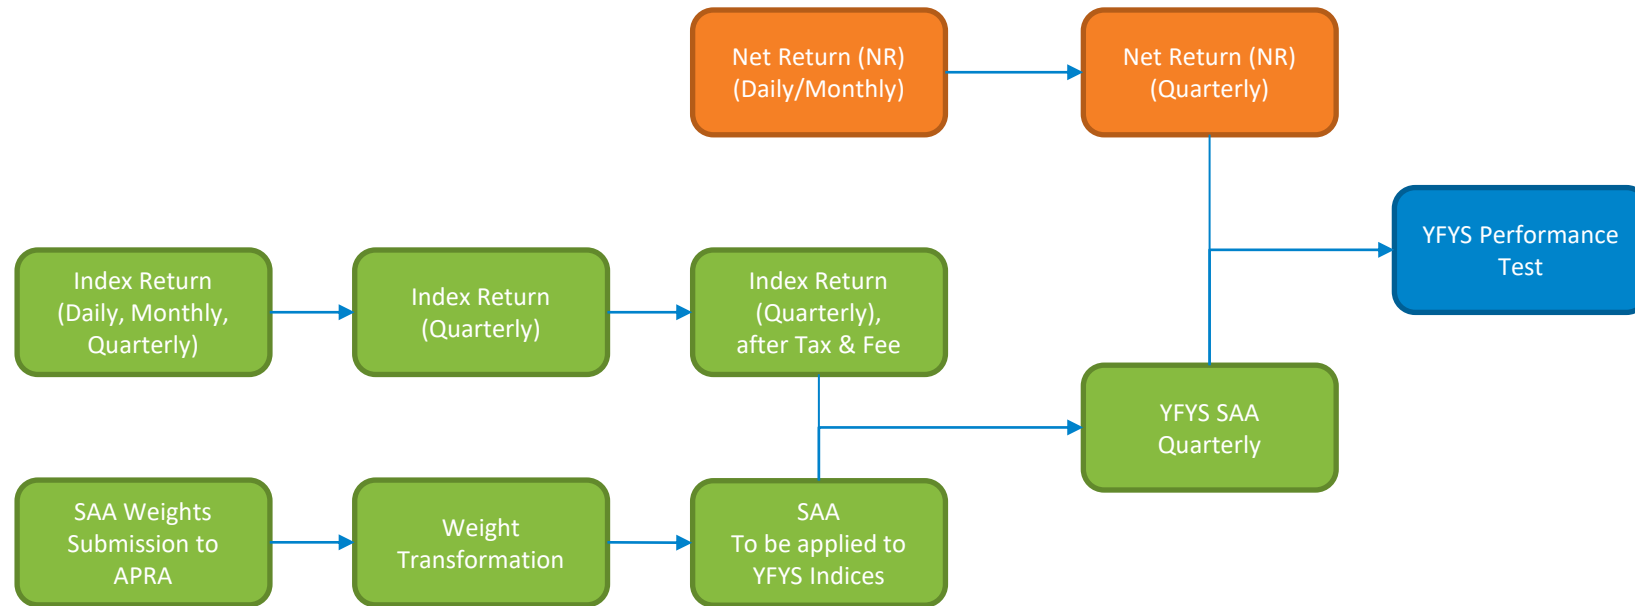 Net Return (NR)
(Daily/Monthly)
Net Return (NR)
(Quarterly)
YFYS Performance
Test
Index Return
(Daily, Monthly,
Quarterly)
Index Return
(Quarterly)
Index Return
(Quarterly),
after Tax & Fee
YFYS SAA
Quarterly
SAA Weights
Submission to
APRA
Weight
Transformation
SAA
To be applied to
YFYS Indices